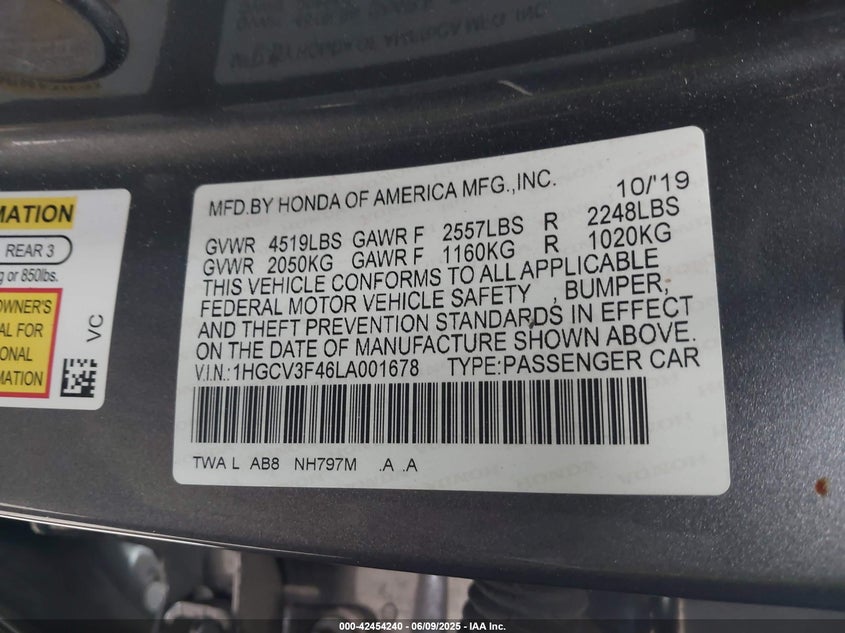 MATION
REAR 3
g or 850lbs.
OWNER'S
AL FOR
ONAL
MATION
VC
MFD.BY HONDA OF AMERICA MFG.,INC. 10/'19
GVWR 4519LBS GAWR F 2557LBS R 2248LBS
GVWR 2050KG GAWR F 1160KG R 1020KG
THIS VEHICLE CONFORMS TO ALL APPLICABLE
FEDERAL MOTOR VEHICLE SAFETY , BUMPER,
AND THEFT PREVENTION STANDARDS IN EFFECT
ON THE DATE OF MANUFACTURE SHOWN ABOVE.
V.I.N.:1HGCV3F46LA001678 TYPE:PASSENGER CAR
TWA L AB8 NH797M .A .A
000-42454240 - 06/09/2025 - IAA Inc.